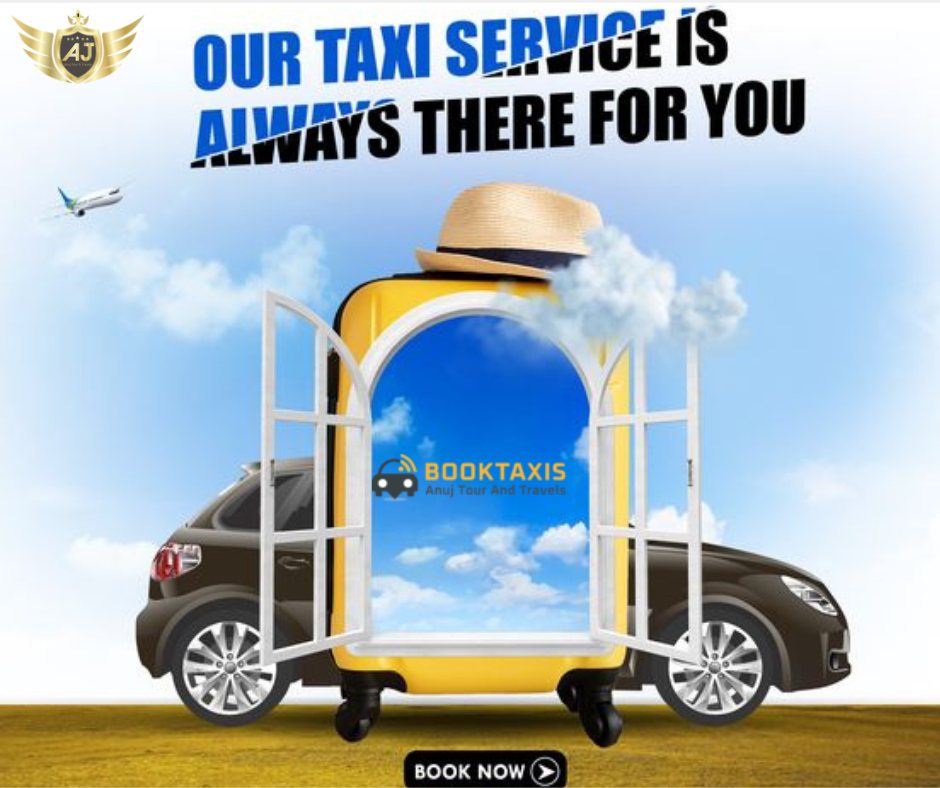 AJ
OUR TAXI SERVICE IS
ALWAYS THERE FOR YOU
BOOKTAXIS
Anuj Tour And Travels
BOOK NOW